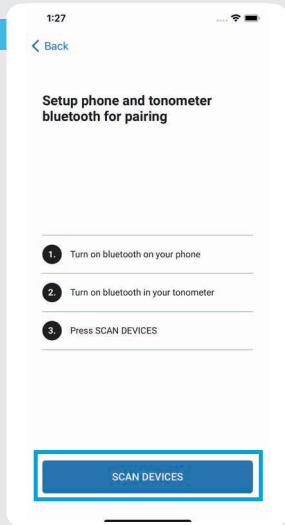 1:27
Back
Setup phone and tonometer
bluetooth for pairing
1. Turn on bluetooth on your phone
2. Turn on bluetooth in your tonometer
3. Press SCAN DEVICES
SCAN DEVICES